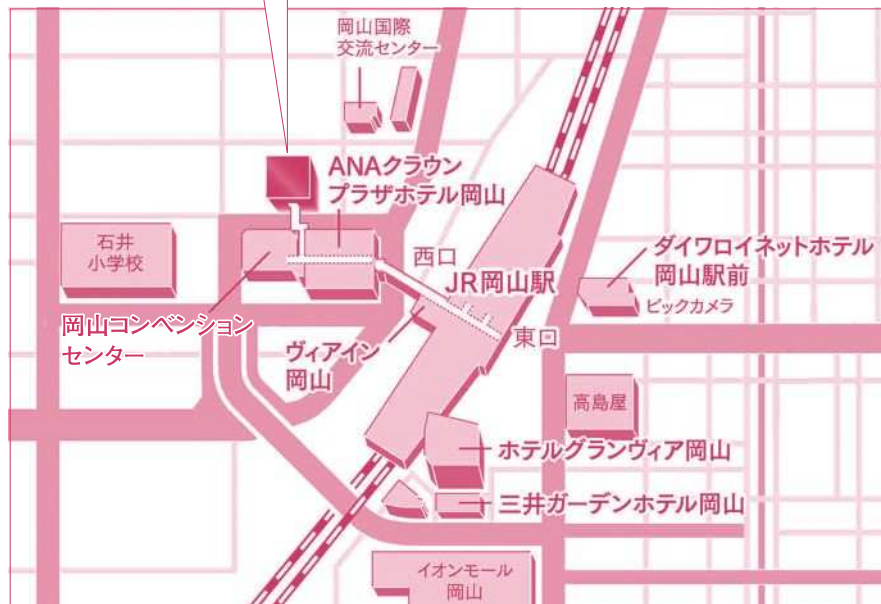 岡山国際
交流センター
ANAクラウン
プラザホテル岡山
石井
小学校
西口
JR岡山駅
ダイワロイネットホテル
岡山駅前
ビックカメラ
岡山コンベンション
センター
ヴィアイン
岡山
東口
高島屋
ホテルグランヴィア岡山
三井ガーデンホテル岡山
イオンモール
岡山